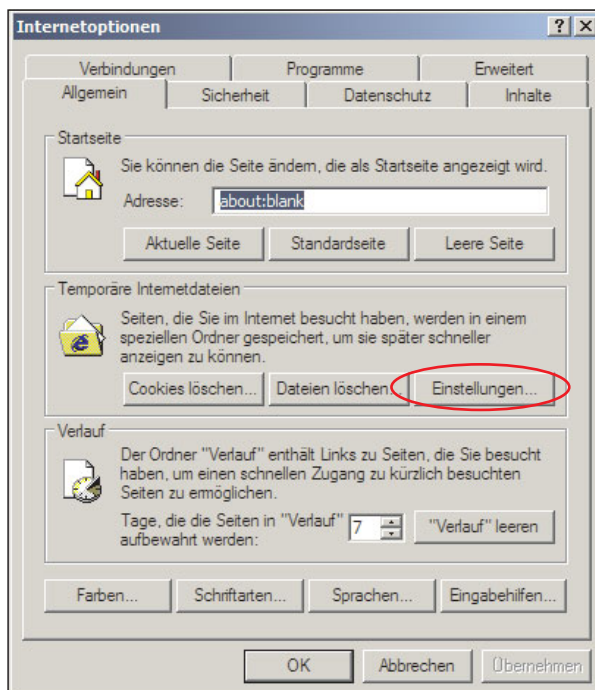 Internetoptionen
Verbindungen Programme Erweitert
Allgemein Sicherheit Datenschutz Inhalte
Startseite
Sie können die Seite ändern, die als Startseite angezeigt wird.
Adresse: about:blank
Aktuelle Seite Standardseite Leere Seite
Temporäre Internetdateien
Seiten, die Sie im Internet besucht haben, werden in einem
speziellen Ordner gespeichert, um sie später schneller
anzeigen zu können.
Cookies löschen... Dateien löschen... Einstellungen...
Verlauf
Der Ordner "Verlauf" enthält Links zu Seiten, die Sie besucht
haben, um einen schnellen Zugang zu kürzlich besuchten
Seiten zu ermöglichen.
Tage, die die Seiten in "Verlauf"
aufbewahrt werden: 7 "Verlauf" leeren
Farben... Schriftarten... Sprachen... Eingabehilfen...
OK Abbrechen Übernehmen